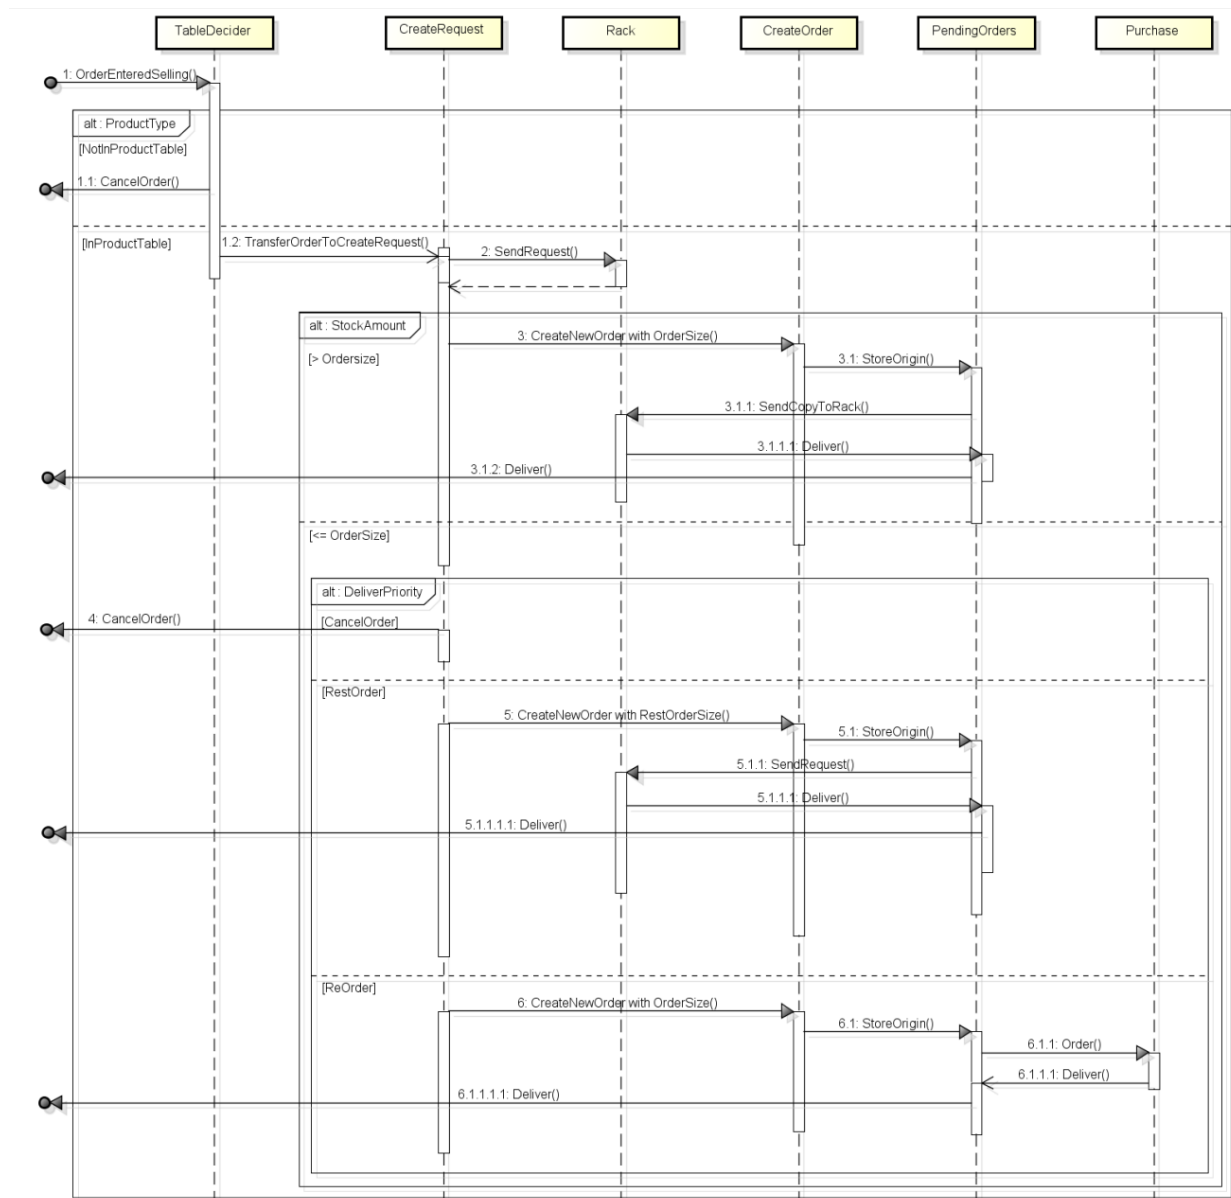 TableDecider
CreateRequest
Rack
CreateOrder
PendingOrders
Purchase
1: OrderEnteredSelling()
alt : ProductType
[NotInProductTable]
1.1: CancelOrder()
[InProductTable]
1.2: TransferOrderToCreateRequest()
2: SendRequest()
alt : StockAmount
3: CreateNewOrder with OrderSize()
[> Ordersize]
3.1: StoreOrigin()
3.1.1: SendCopyToRack()
3.1.1.1: Deliver()
3.1.2: Deliver()
[<= OrderSize]
alt : DeliverPriority
4: CancelOrder()
[CancelOrder]
[RestOrder]
5: CreateNewOrder with RestOrderSize()
5.1: StoreOrigin()
5.1.1: SendRequest()
5.1.1.1: Deliver()
5.1.1.1.1: Deliver()
[ReOrder]
6: CreateNewOrder with OrderSize()
6.1: StoreOrigin()
6.1.1: Order()
6.1.1.1: Deliver()
6.1.1.1.1: Deliver()